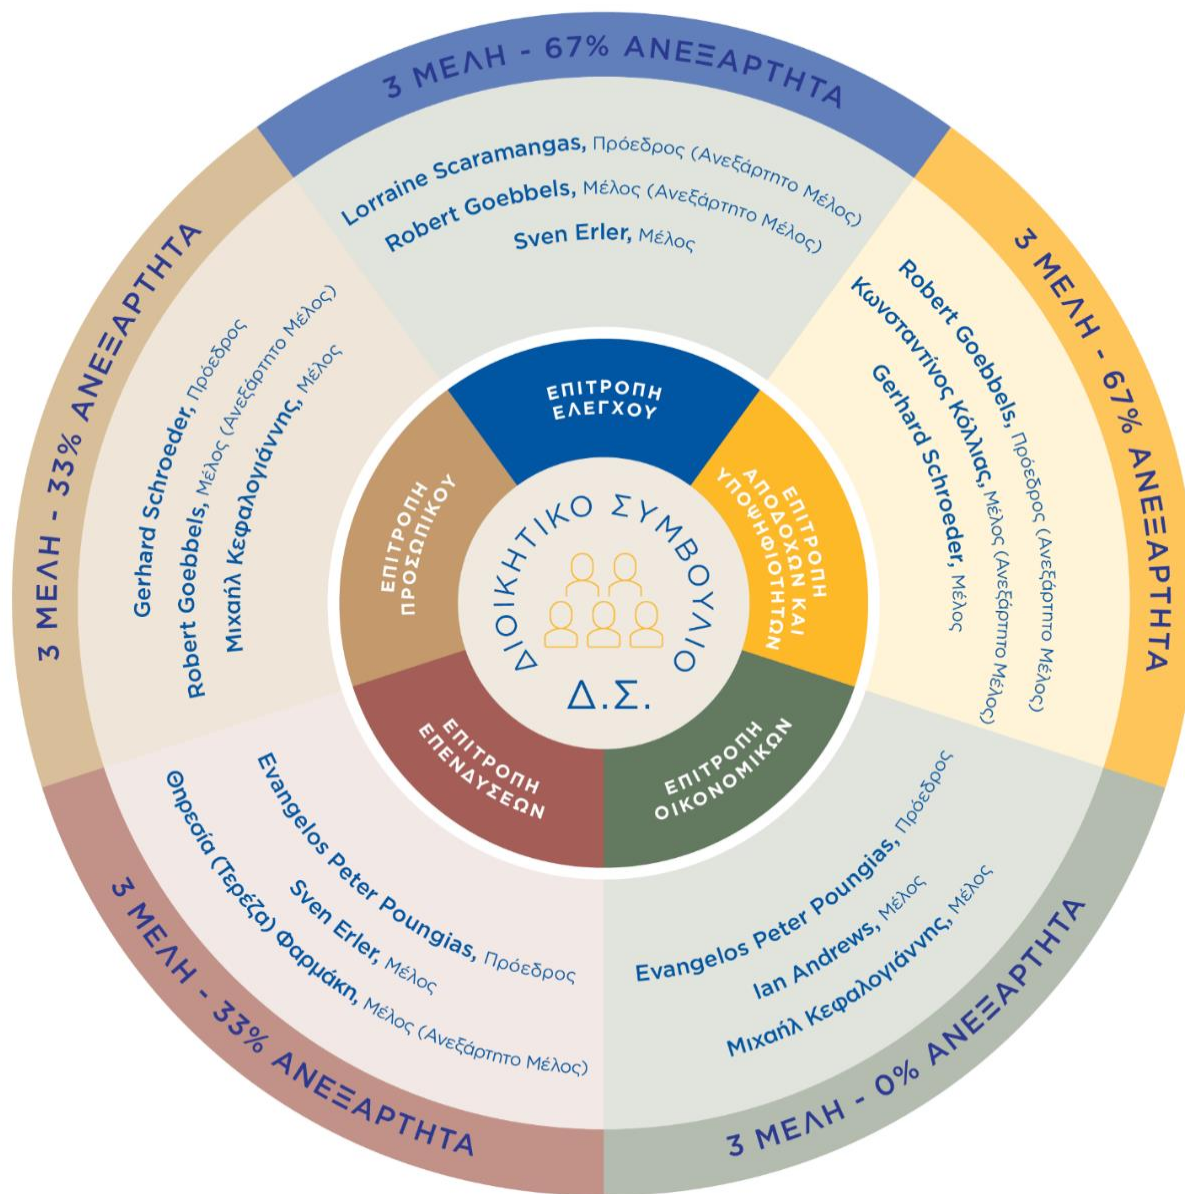 3 ΜΕΛΗ - 67% ΑΝΕΞΑΡΤΗΤΑ
Lorraine Scaramangas, Πρόεδρος (Ανεξάρτητο Μέλος)
Robert Goebbels, Μέλος (Ανεξάρτητο Μέλος)
Sven Erler, Μέλος
ΕΠΙΤΡΟΠΗ
ΕΛΕΓΧΟΥ
3 ΜΕΛΗ - 67% ΑΝΕΞΑΡΤΗΤΑ
Robert Goebbels, Πρόεδρος (Ανεξάρτητο Μέλος)
Κωνσταντίνος Κόλλιας, Μέλος (Ανεξάρτητο Μέλος)
Gerhard Schroeder, Μέλος
ΕΠΙΤΡΟΠΗ
ΑΠΟΔΟΧΩΝ ΚΑΙ
ΥΠΟΨΗΦΙΟΤΗΤΩΝ
3 ΜΕΛΗ - 0% ΑΝΕΞΑΡΤΗΤΑ
Evangelos Peter Poungias, Πρόεδρος
Ian Andrews, Μέλος
Μιχαήλ Κεφαλογιάννης, Μέλος
ΕΠΙΤΡΟΠΗ
ΟΙΚΟΝΟΜΙΚΩΝ
3 ΜΕΛΗ - 33% ΑΝΕΞΑΡΤΗΤΑ
Evangelos Peter Poungias, Πρόεδρος
Sven Erler, Μέλος
Θηρεσία (Τερέζα) Φαρμάκη, Μέλος (Ανεξάρτητο Μέλος)
ΕΠΙΤΡΟΠΗ
ΕΠΕΝΔΥΣΕΩΝ
3 ΜΕΛΗ - 33% ΑΝΕΞΑΡΤΗΤΑ
Gerhard Schroeder, Πρόεδρος
Robert Goebbels, Μέλος (Ανεξάρτητο Μέλος)
Μιχαήλ Κεφαλογιάννης, Μέλος
ΕΠΙΤΡΟΠΗ
ΠΡΟΣΩΠΙΚΟΥ
ΔΙΟΙΚΗΤΙΚΟ ΣΥΜΒΟΥΛΙΟ
Δ.Σ.